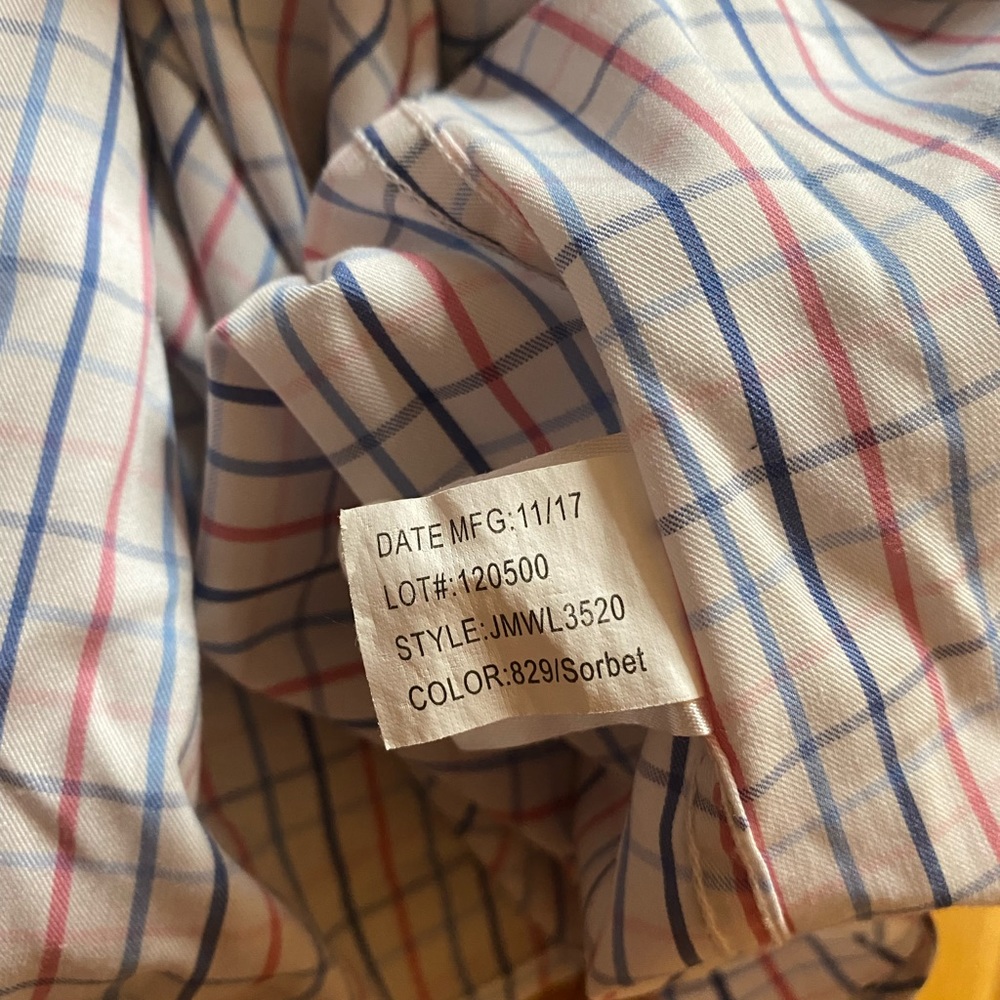 DATE MFG:11/17
LOT#:120500
STYLE:JMWL3520
COLOR:829/Sorbet